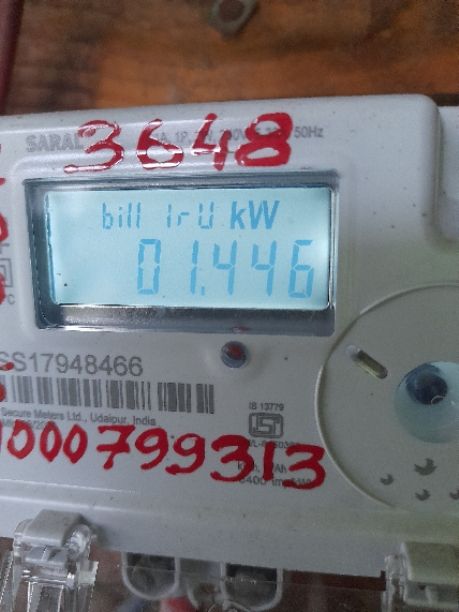 SARAL
3648
50Hz
bill 1rU kW
01.446
SS17948466
Secure Meters Ltd., Udaipur, India
IS 13779
1000799313